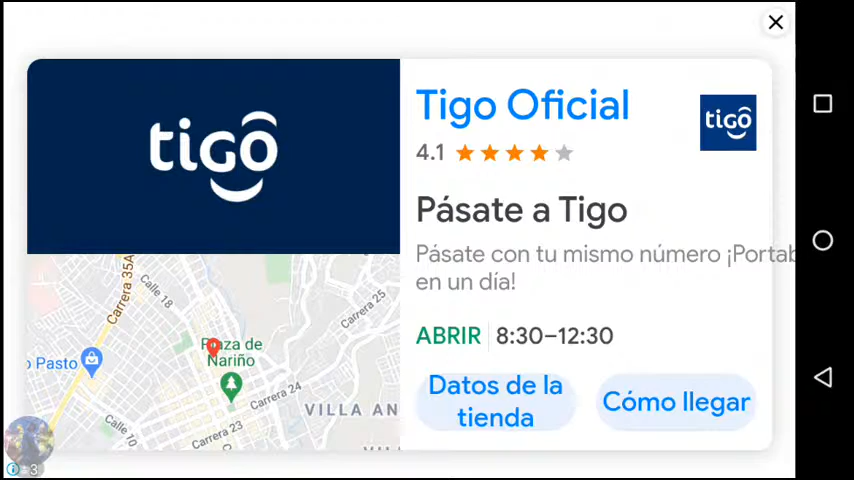 tigo
Tigo Oficial
tigo
4.1
Pásate a Tigo
Pásate con tu mismo número ¡Portab
en un día!
ABRIR 8:30–12:30
Datos de la
tienda
Cómo llegar
Carrera 35A
Calle 18
Carrera 25
Plaza de
Nariño
o Pasto
Carrera 24
VILLA AN
Calle 10
Carrera 23
3